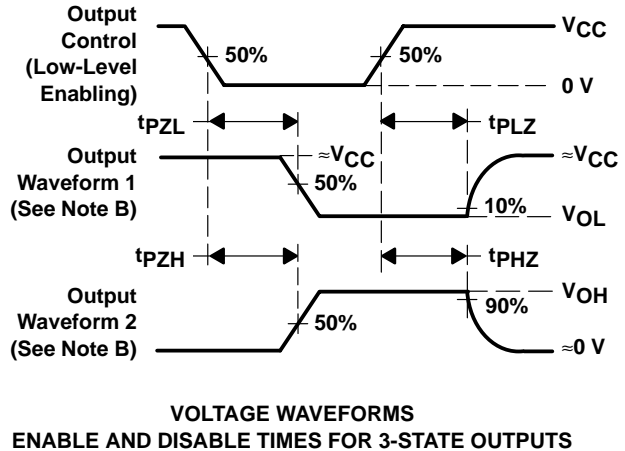 Output
Control
(Low-Level
Enabling)
VCC
50%
50%
0 V
tPZL
tPLZ
Output
Waveform 1
(See Note B)
≈VCC
50%
≈VCC
10%
VOL
tPZH
tPHZ
Output
Waveform 2
(See Note B)
50%
VOH
90%
≈0 V
VOLTAGE WAVEFORMS
ENABLE AND DISABLE TIMES FOR 3-STATE OUTPUTS